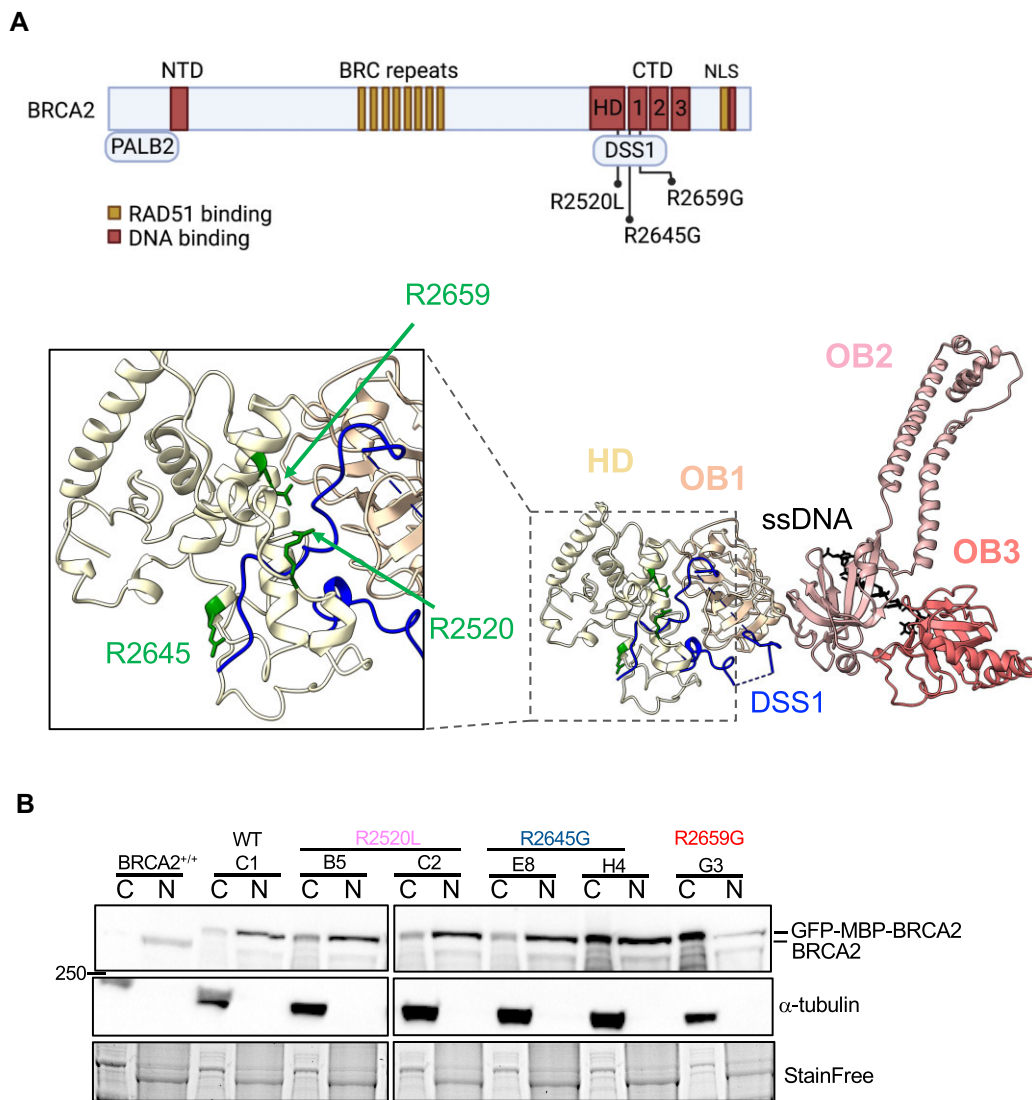 A
NTD BRC repeats CTD NLS
BRCA2 HD 1 2 3
PALB2 DSS1
R2520L R2659G
R2645G
RAD51 binding
DNA binding
R2659
R2645
R2520
HD
OB1
OB2
ssDNA
OB3
DSS1
B
WT R2520L R2645G R2659G
BRCA2+/+ C1 B5 C2 E8 H4 G3
C N C N C N C N C N C N C N
GFP-MBP-BRCA2
BRCA2
250
α-tubulin
StainFree